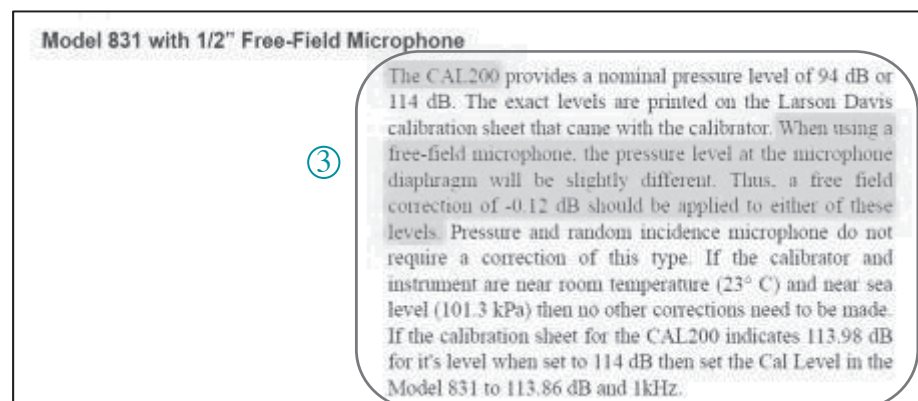 Model 831 with 1/2" Free-Field Microphone
The CAL200 provides a nominal pressure level of 94 dB or
114 dB. The exact levels are printed on the Larson Davis
calibration sheet that came with the calibrator. When using a
free-field microphone, the pressure level at the microphone
diaphragm will be slightly different. Thus, a free field
correction of -0.12 dB should be applied to either of these
levels. Pressure and random incidence microphone do not
require a correction of this type. If the calibrator and
instrument are near room temperature (23° C) and near sea
level (101.3 kPa) then no other corrections need to be made.
If the calibration sheet for the CAL200 indicates 113.98 dB
for it's level when set to 114 dB then set the Cal Level in the
Model 831 to 113.86 dB and 1kHz.
③